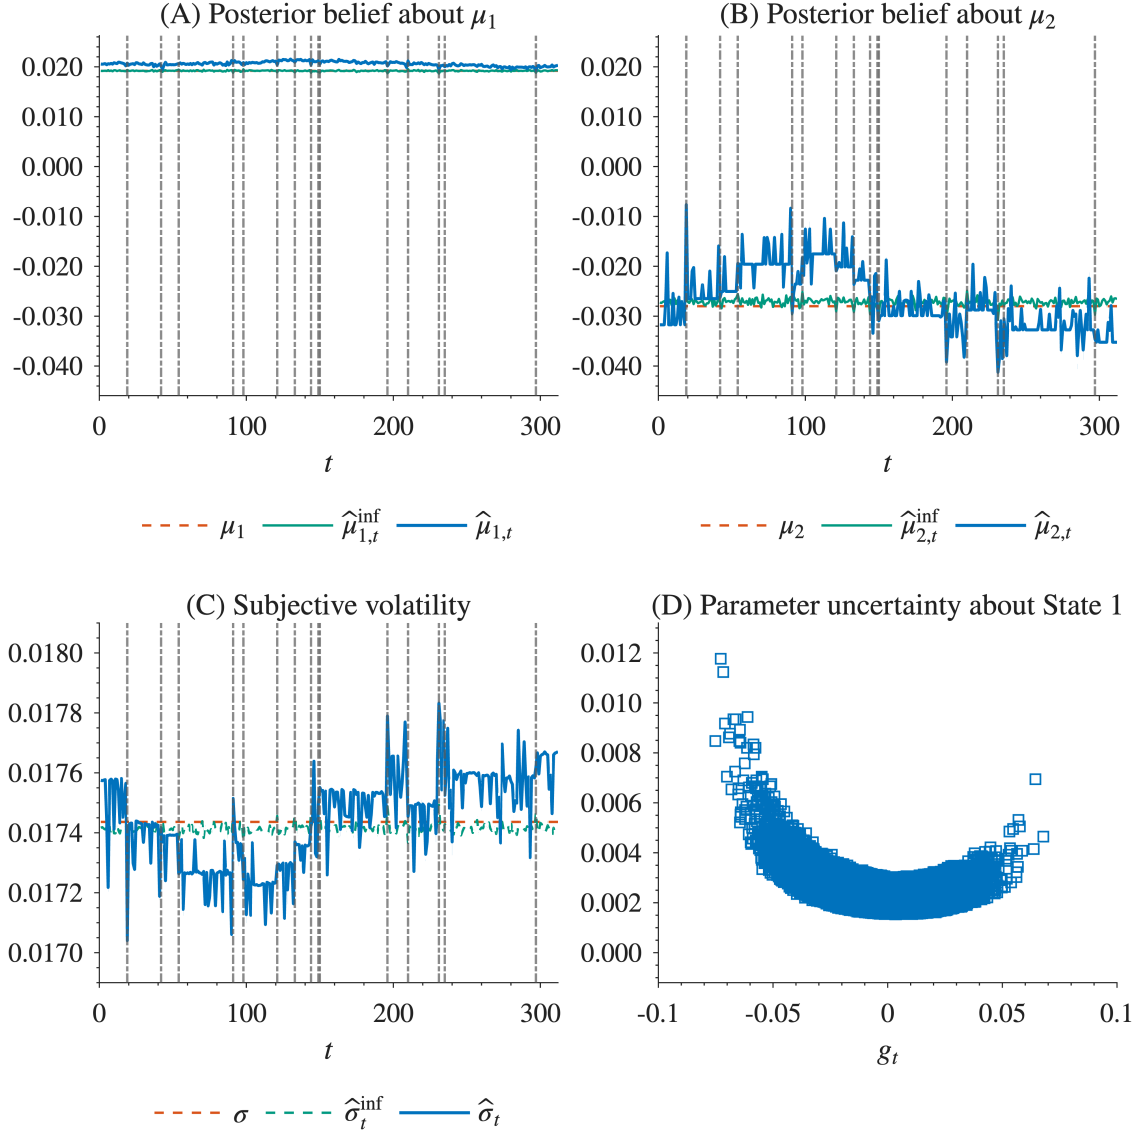 (A) Posterior belief about μ1
0.020
0.010
0.000
-0.010
-0.020
-0.030
-0.040
0 100 200 300
t
μ1 μ̂1,t^inf μ̂1,t
(B) Posterior belief about μ2
0.020
0.010
0.000
-0.010
-0.020
-0.030
-0.040
0 100 200 300
t
μ2 μ̂2,t^inf μ̂2,t
(C) Subjective volatility
0.0180
0.0178
0.0176
0.0174
0.0172
0.0170
0 100 200 300
t
σ σ̂t^inf σ̂t
(D) Parameter uncertainty about State 1
0.012
0.010
0.008
0.006
0.004
0.002
0.000
-0.1 -0.05 0 0.05 0.1
gt